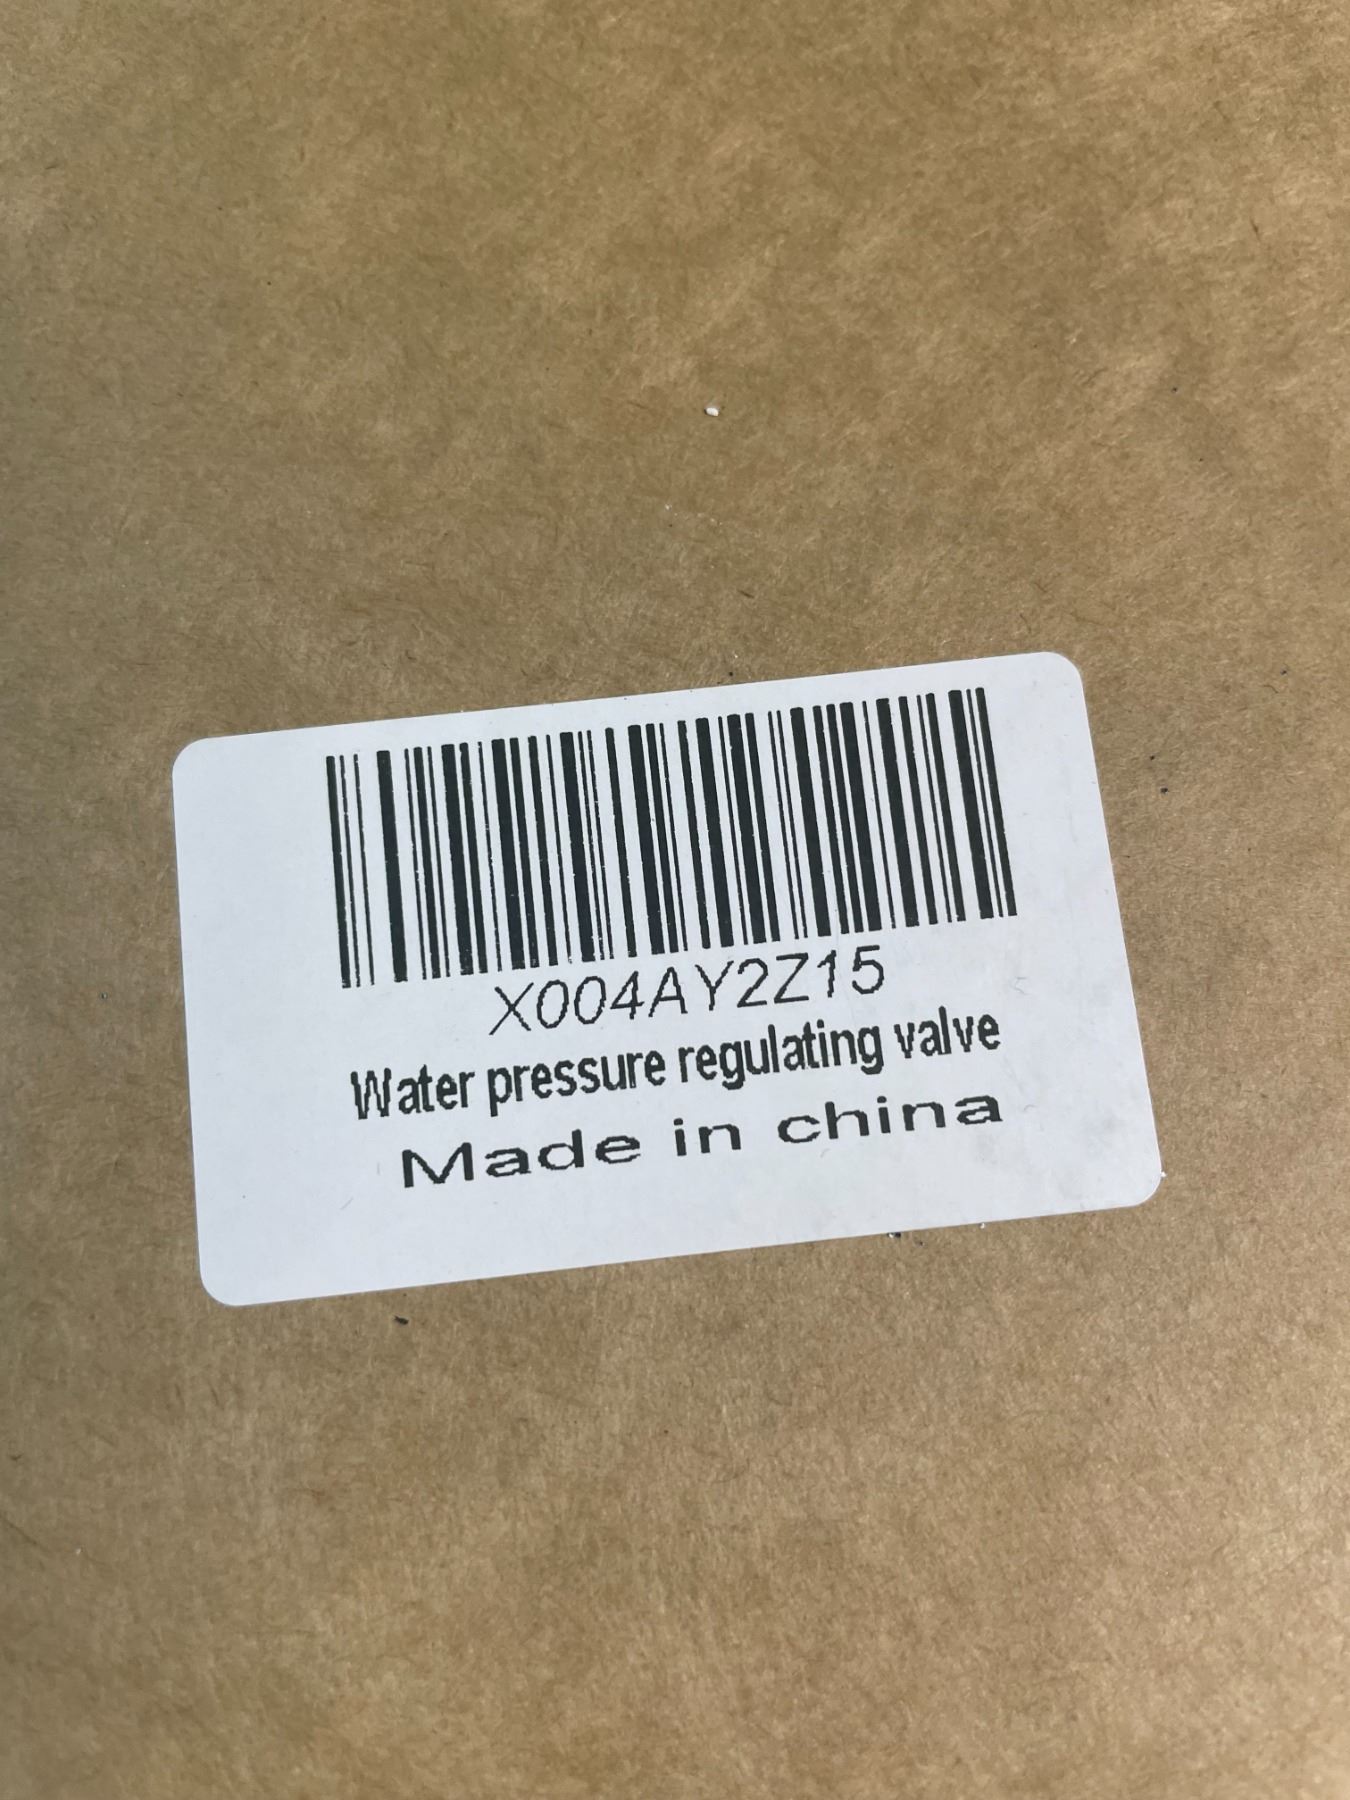 X004AY2Z15
Water pressure regulating valve
Made in china